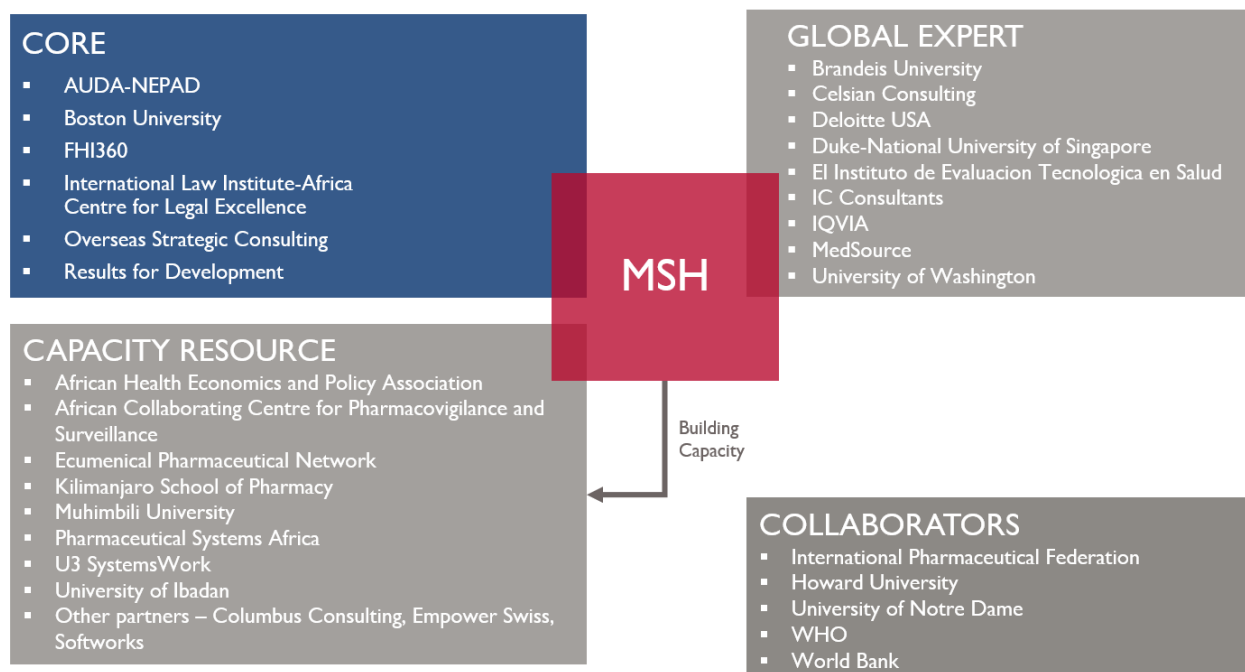 CORE
▪ AUDA-NEPAD
▪ Boston University
▪ FHI360
▪ International Law Institute-Africa
Centre for Legal Excellence
▪ Overseas Strategic Consulting
▪ Results for Development
GLOBAL EXPERT
▪ Brandeis University
▪ Celsian Consulting
▪ Deloitte USA
▪ Duke-National University of Singapore
▪ El Instituto de Evaluacion Tecnologica en Salud
▪ IC Consultants
▪ IQVIA
▪ MedSource
▪ University of Washington
MSH
CAPACITY RESOURCE
▪ African Health Economics and Policy Association
▪ African Collaborating Centre for Pharmacovigilance and
Surveillance
▪ Ecumenical Pharmaceutical Network
▪ Kilimanjaro School of Pharmacy
▪ Muhimbili University
▪ Pharmaceutical Systems Africa
▪ U3 SystemsWork
▪ University of Ibadan
▪ Other partners – Columbus Consulting, Empower Swiss,
Softworks
Building
Capacity
COLLABORATORS
▪ International Pharmaceutical Federation
▪ Howard University
▪ University of Notre Dame
▪ WHO
▪ World Bank